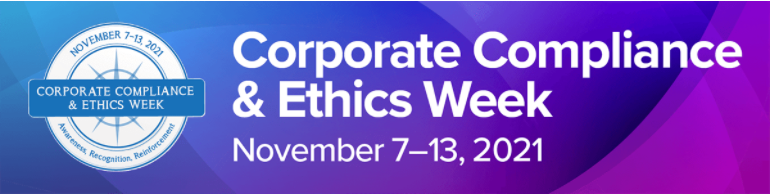 NOVEMBER 7-13, 2021
CORPORATE COMPLIANCE
& ETHICS WEEK
Awareness, Recognition, Reinforcement
Corporate Compliance
& Ethics Week
November 7–13, 2021